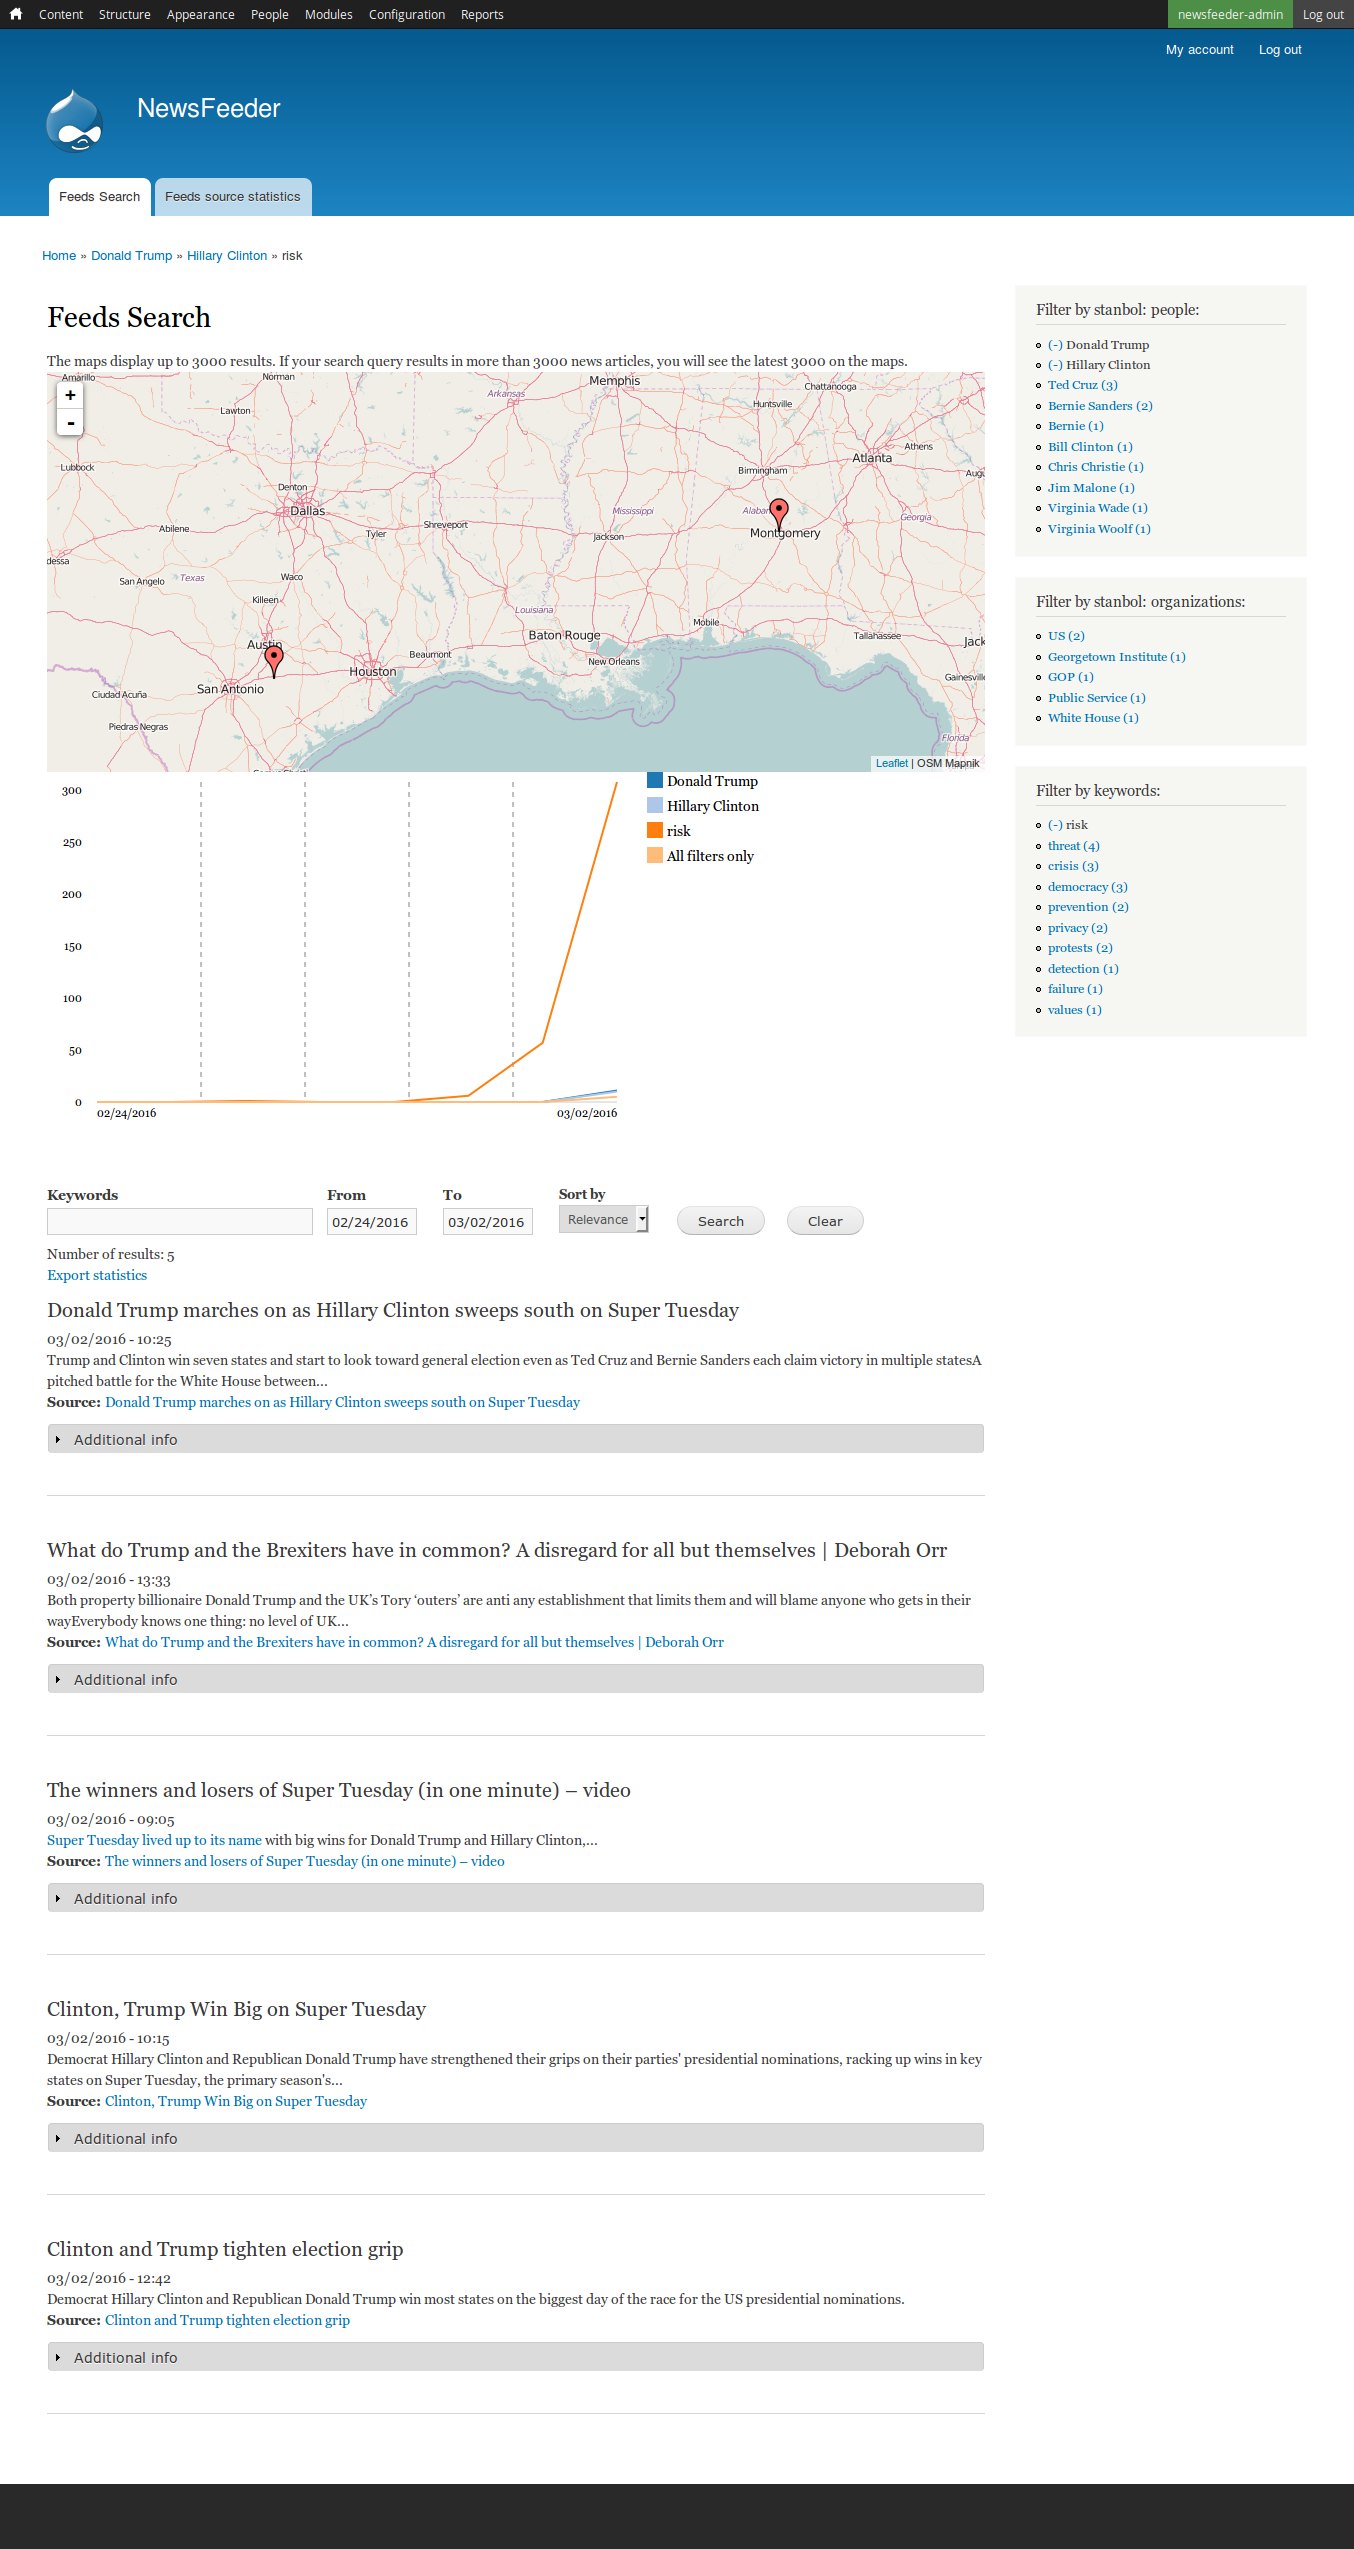 Content Structure Appearance People Modules Configuration Reports newsfeeder-admin Log out
My account Log out
NewsFeeder
Feeds Search Feeds source statistics
Home » Donald Trump » Hillary Clinton » risk
Feeds Search
The maps display up to 3000 results. If your search query results in more than 3000 news articles, you will see the latest 3000 on the maps.
+
-
Amarillo
Norman
Memphis
Chattanooga
Arkansas
Huntsville
Lawton
Athens
Atlanta
Lubbock
Birmingham
Augu
Denton
Dallas
Mississippi
Alabam
Georgia
Shreveport
Abilene
Tyler
Jackson
Montgomery
dessa
San Angelo
Texas
Waco
Killeen
Louisiana
Baton Rouge
Mobile
Tallahassee
Jack
Austin
Beaumont
New Orleans
Houston
Gainesvill
San Antonio
Ciudad Acuña
Piedras Negras
Florida
Leaflet | OSM Mapnik
300
250
200
150
100
50
0
02/24/2016 03/02/2016
Donald Trump
Hillary Clinton
risk
All filters only
Keywords From To Sort by
02/24/2016 03/02/2016 Relevance Search Clear
Number of results: 5
Export statistics
Donald Trump marches on as Hillary Clinton sweeps south on Super Tuesday
03/02/2016 - 10:25
Trump and Clinton win seven states and start to look toward general election even as Ted Cruz and Bernie Sanders each claim victory in multiple statesA
pitched battle for the White House between...
Source: Donald Trump marches on as Hillary Clinton sweeps south on Super Tuesday
Additional info
What do Trump and the Brexiters have in common? A disregard for all but themselves | Deborah Orr
03/02/2016 - 13:33
Both property billionaire Donald Trump and the UK’s Tory ‘outers’ are anti any establishment that limits them and will blame anyone who gets in their
wayEverybody knows one thing: no level of UK...
Source: What do Trump and the Brexiters have in common? A disregard for all but themselves | Deborah Orr
Additional info
The winners and losers of Super Tuesday (in one minute) – video
03/02/2016 - 09:05
Super Tuesday lived up to its name with big wins for Donald Trump and Hillary Clinton,...
Source: The winners and losers of Super Tuesday (in one minute) – video
Additional info
Clinton, Trump Win Big on Super Tuesday
03/02/2016 - 10:15
Democrat Hillary Clinton and Republican Donald Trump have strengthened their grips on their parties' presidential nominations, racking up wins in key
states on Super Tuesday, the primary season's...
Source: Clinton, Trump Win Big on Super Tuesday
Additional info
Clinton and Trump tighten election grip
03/02/2016 - 12:42
Democrat Hillary Clinton and Republican Donald Trump win most states on the biggest day of the race for the US presidential nominations.
Source: Clinton and Trump tighten election grip
Additional info
Filter by stanbol: people:
(-) Donald Trump
(-) Hillary Clinton
Ted Cruz (3)
Bernie Sanders (2)
Bernie (1)
Bill Clinton (1)
Chris Christie (1)
Jim Malone (1)
Virginia Wade (1)
Virginia Woolf (1)
Filter by stanbol: organizations:
US (2)
Georgetown Institute (1)
GOP (1)
Public Service (1)
White House (1)
Filter by keywords:
(-) risk
threat (4)
crisis (3)
democracy (3)
prevention (2)
privacy (2)
protests (2)
detection (1)
failure (1)
values (1)